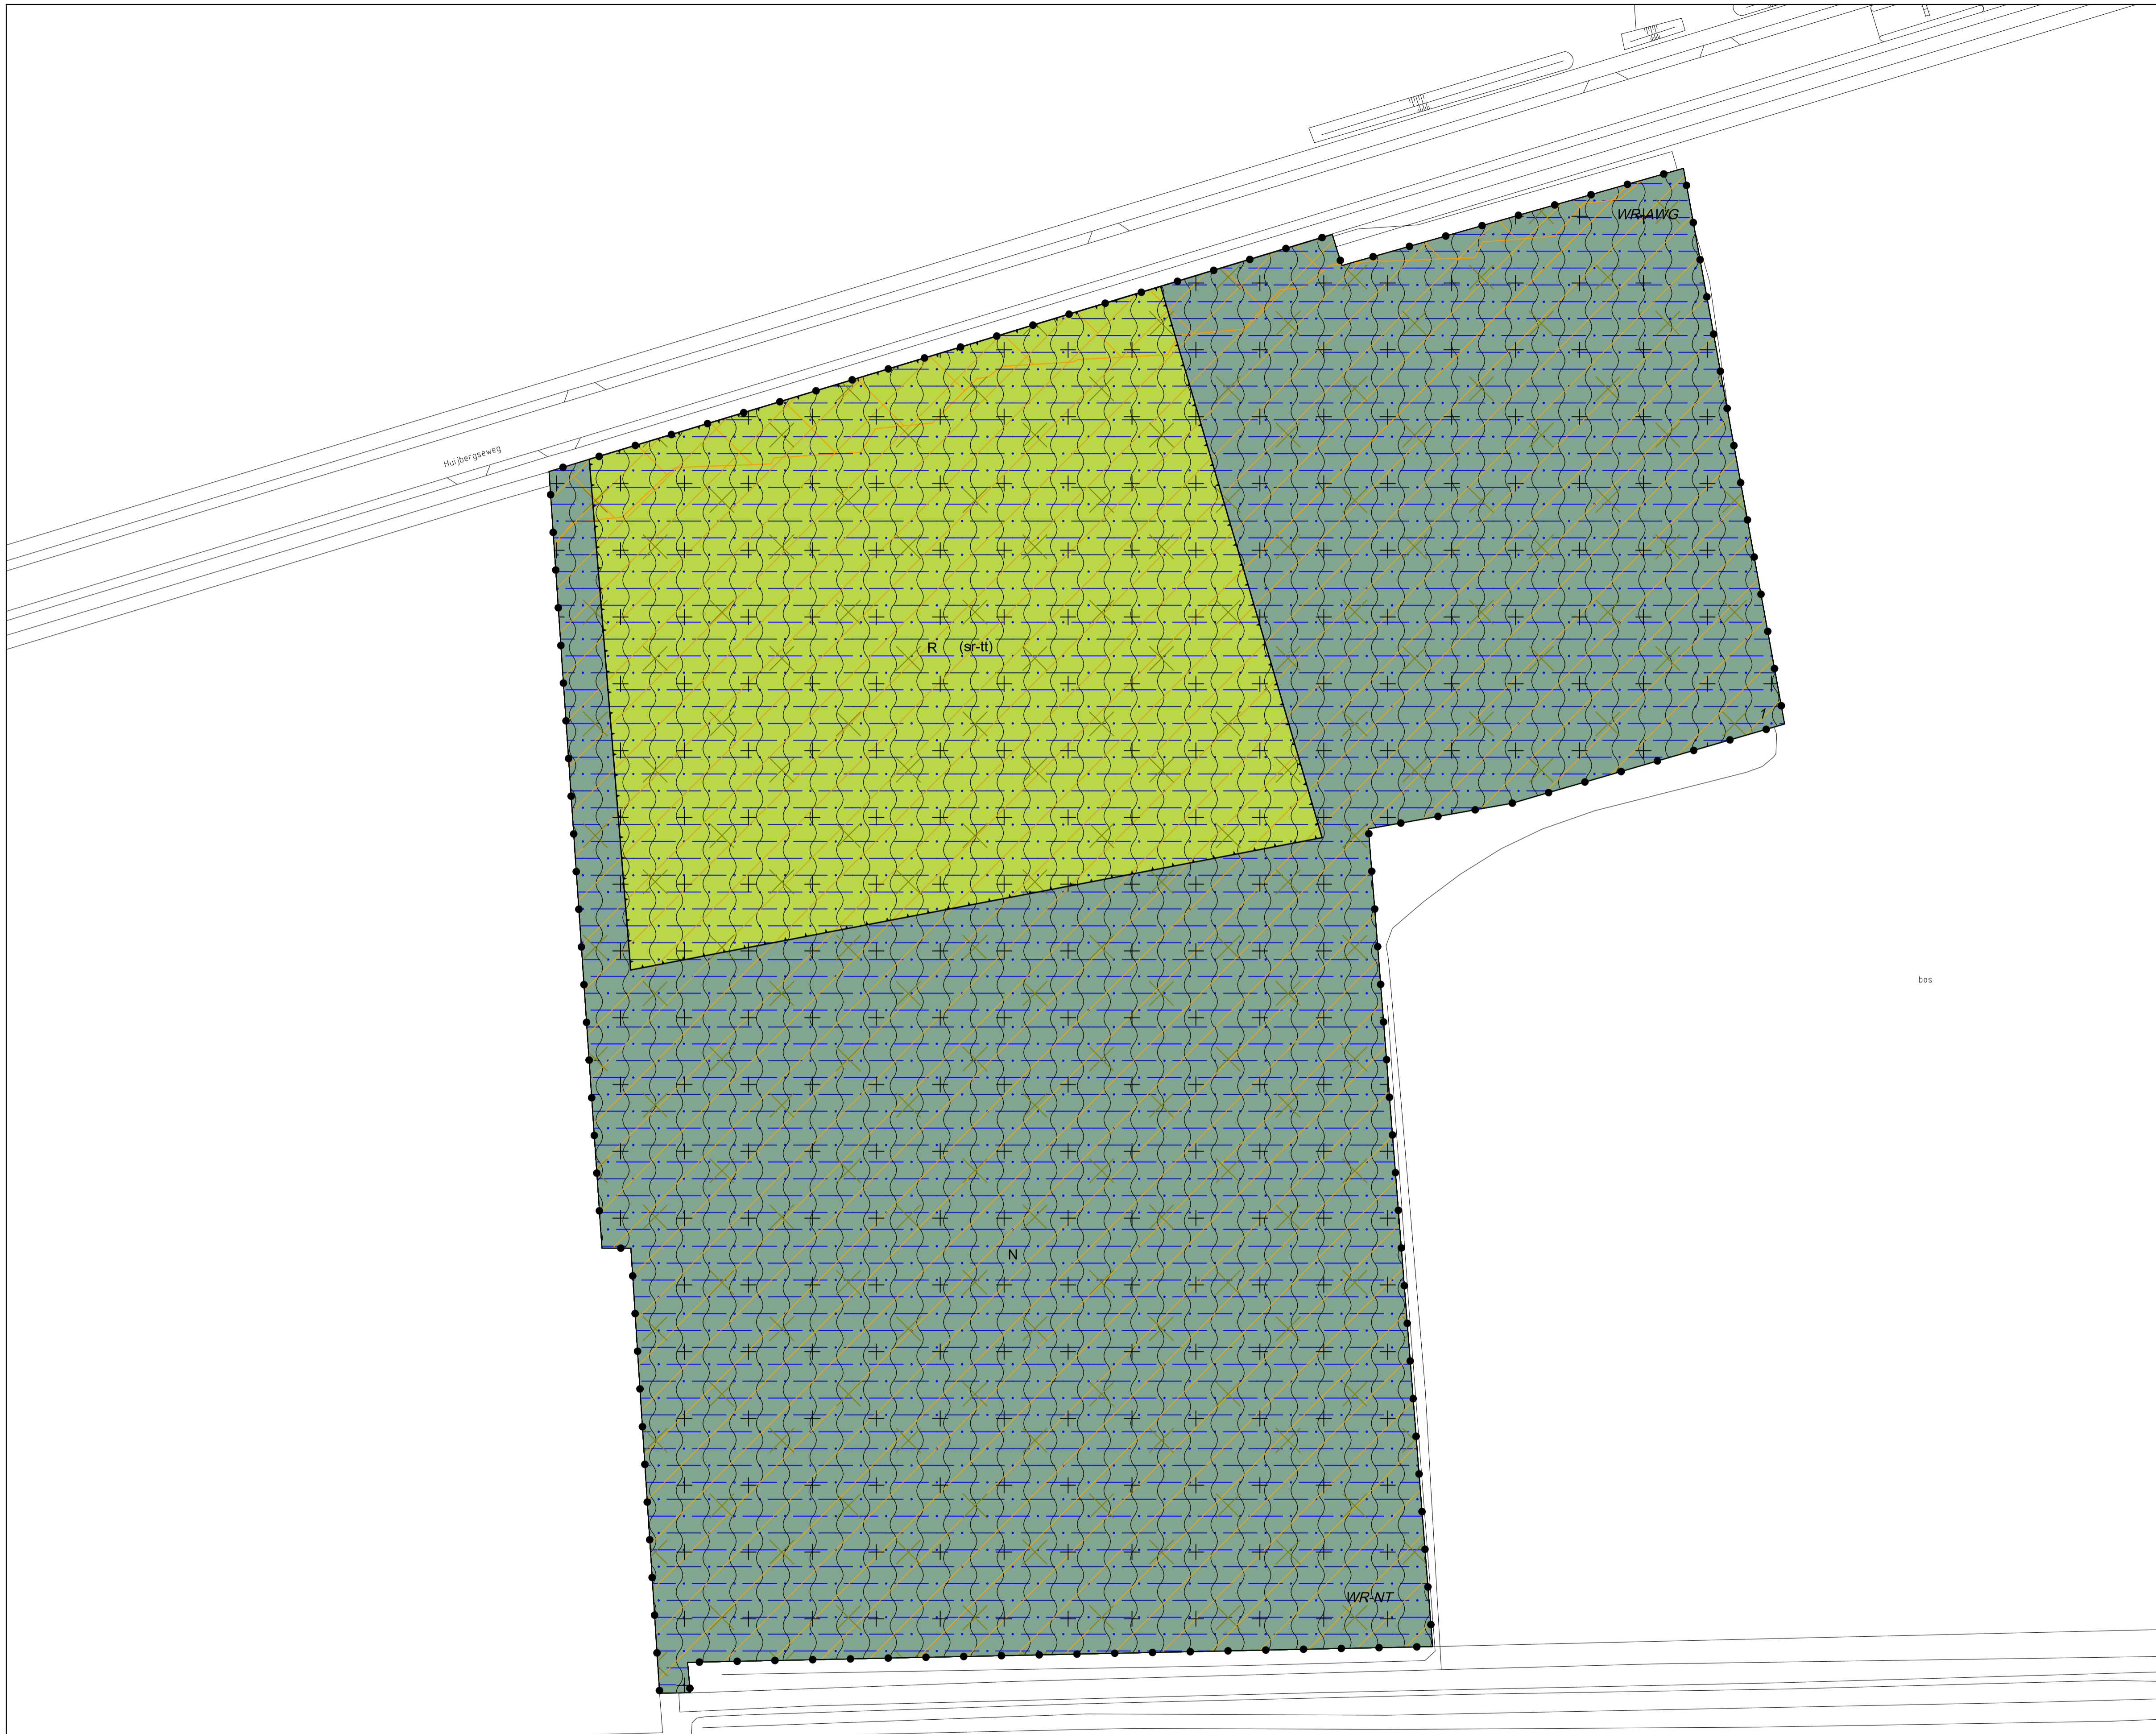 WR-AWG
Huijbergseweg
R (sr-tt)
1
bos
N
WR-NT